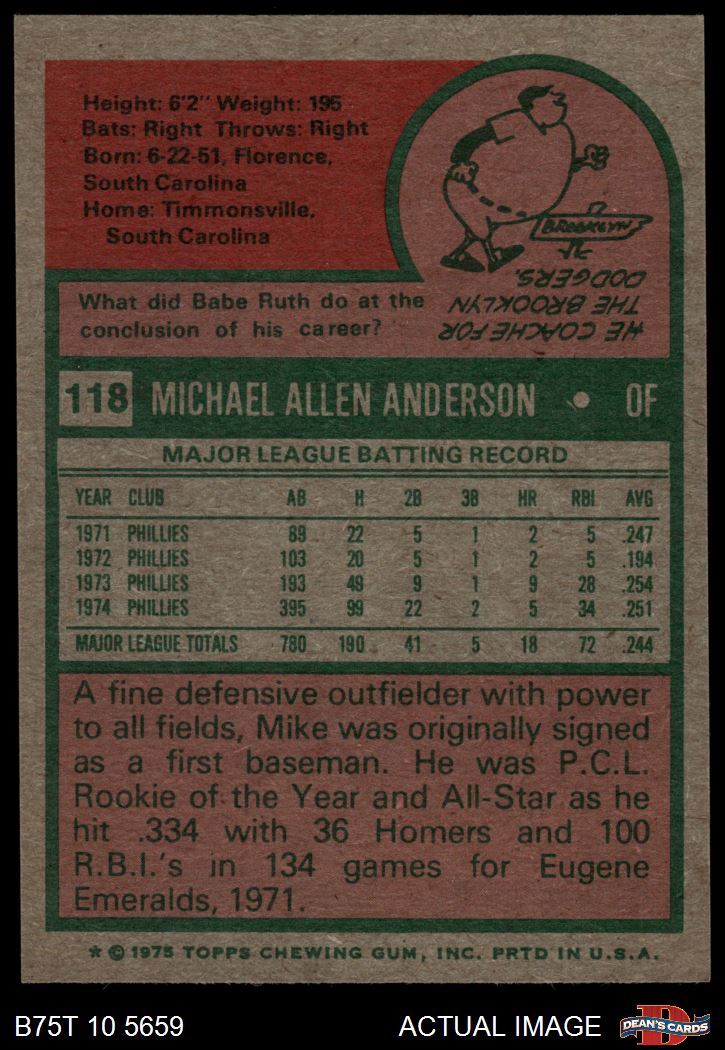 Height: 6'2" Weight: 195
Bats: Right Throws: Right
Born: 6-22-51, Florence,
South Carolina
Home: Timmonsville,
South Carolina
What did Babe Ruth do at the
conclusion of his career?
BROOKLYN
HE COACHED FOR
THE BROOKLYN
DODGERS.
118 MICHAEL ALLEN ANDERSON • OF
MAJOR LEAGUE BATTING RECORD
YEAR CLUB AB H 2B 3B HR RBI AVG
1971 PHILLIES 89 22 5 1 2 5 .247
1972 PHILLIES 103 20 5 1 2 5 .194
1973 PHILLIES 193 49 9 1 9 28 .254
1974 PHILLIES 395 99 22 2 5 34 .251
MAJOR LEAGUE TOTALS 780 190 41 5 18 72 .244
A fine defensive outfielder with power
to all fields, Mike was originally signed
as a first baseman. He was P.C.L.
Rookie of the Year and All-Star as he
hit .334 with 36 Homers and 100
R.B.I.'s in 134 games for Eugene
Emeralds, 1971.
* © 1975 TOPPS CHEWING GUM, INC. PRTD IN U.S.A.
B75T 10 5659 ACTUAL IMAGE
D
DEAN'S CARDS